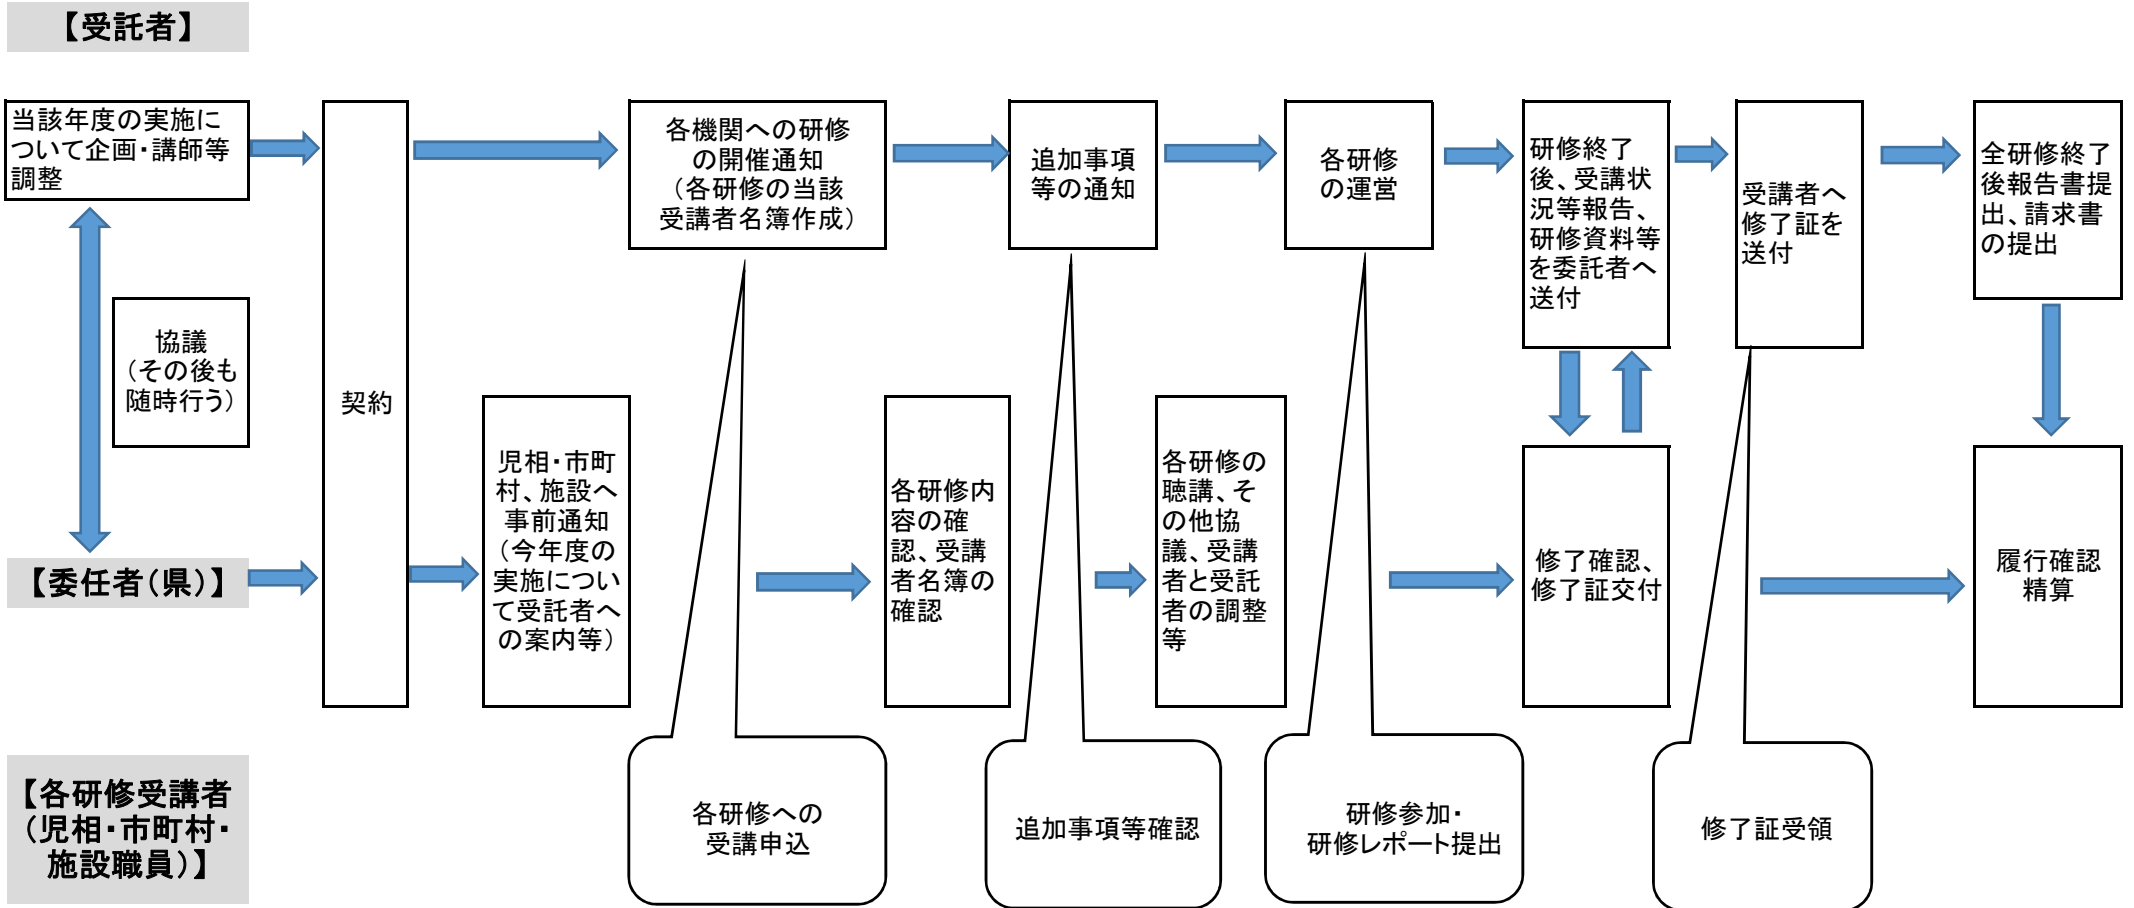 【受託者】
当該年度の実施に
ついて企画・講師等
調整
協議
（その後も
随時行う）
契約
各機関への研修
の開催通知
（各研修の当該
受講者名簿作成）
追加事項
等の通知
各研修
の運営
研修終了
後、受講状
況等報告、
研修資料等
を委託者へ
送付
受講者へ
修了証を
送付
全研修終了
後報告書提
出、請求書
の提出
【委任者（県）】
児相・市町
村、施設へ
事前通知
（今年度の
実施につい
て受託者へ
の案内等）
各研修内
容の確
認、受講
者名簿の
確認
各研修の
聴講、そ
の他協
議、受講
者と受託
者の調整
等
修了確認、
修了証交付
履行確認
精算
【各研修受講者
（児相・市町村・
施設職員）】
各研修への
受講申込
追加事項等確認
研修参加・
研修レポート提出
修了証受領